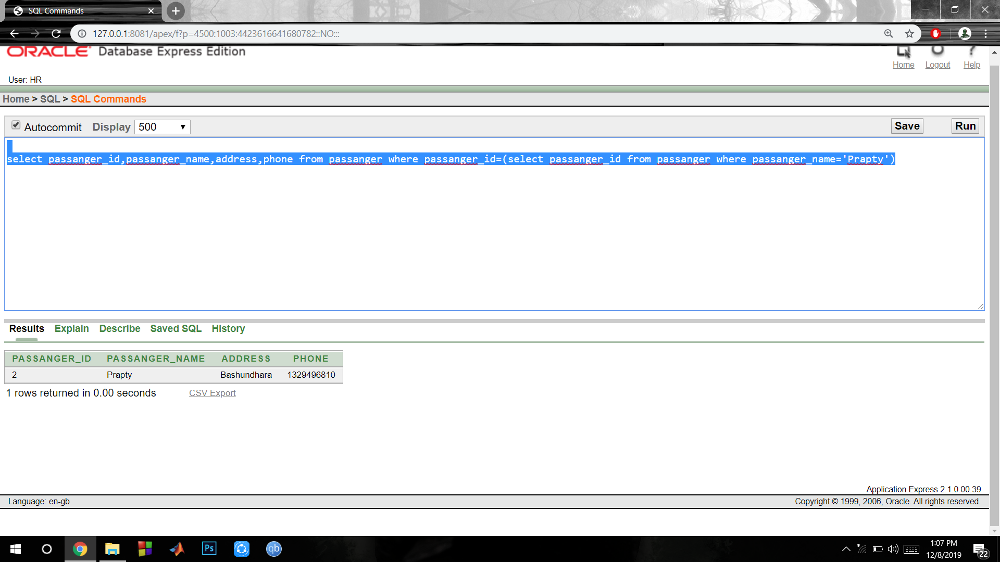 SQL Commands
127.0.0.1:8081/apex/f?p=4500:1003:4423616641680782::NO:::
ORACLE Database Express Edition
Home Logout Help
User: HR
Home > SQL > SQL Commands
Autocommit Display 500 Save Run
select passanger_id,passanger_name,address,phone from passanger where passanger_id=(select passanger_id from passanger where passanger_name='Prapty')
Results Explain Describe Saved SQL History
PASSANGER_ID PASSANGER_NAME ADDRESS PHONE
2 Prapty Bashundhara 1329496810
1 rows returned in 0.00 seconds CSV Export
Application Express 2.1.0.00.39
Language: en-gb Copyright © 1999, 2006, Oracle. All rights reserved.
Ps qb
1:07 PM
12/8/2019
22